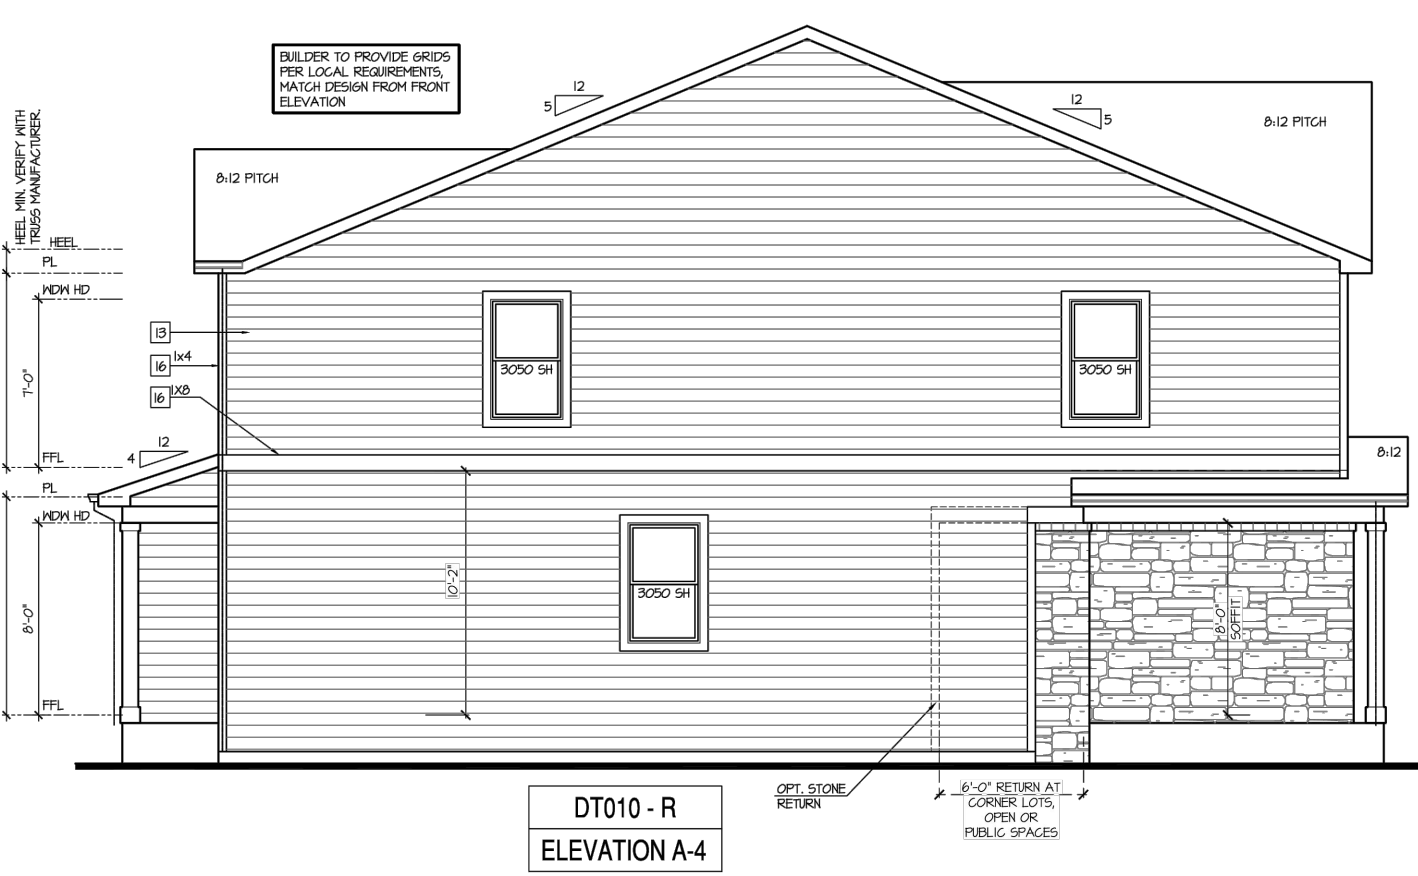 BUILDER TO PROVIDE GRIDS
PER LOCAL REQUIREMENTS,
MATCH DESIGN FROM FRONT
ELEVATION
12
5
12
5
8:12 PITCH
8:12 PITCH
HEEL MIN. VERIFY WITH
TRUSS MANUFACTURER.
HEEL
PL
WDW HD
13
16
1x4
16
1X8
7'-0"
3050 SH
3050 SH
12
4
FFL
8:12
PL
WDW HD
10'-2"
3050 SH
8'-0"
8'-0"
SOFFIT
FFL
OPT. STONE
RETURN
6'-0" RETURN AT
CORNER LOTS,
OPEN OR
PUBLIC SPACES
DT010 - R
ELEVATION A-4